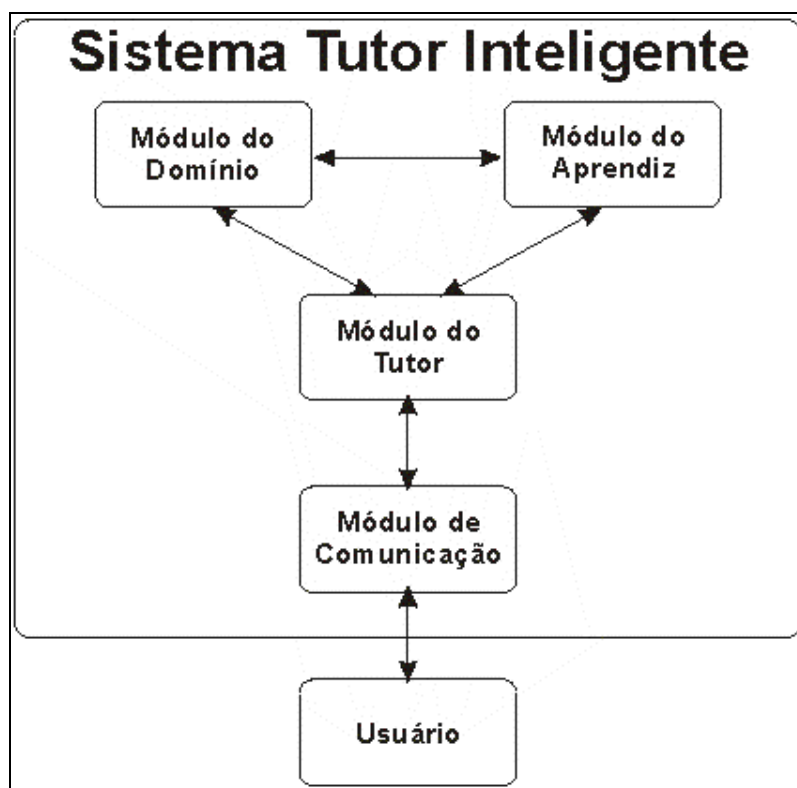 Sistema Tutor Inteligente
Módulo do
Domínio
Módulo do
Aprendiz
Módulo do
Tutor
Módulo de
Comunicação
Usuário